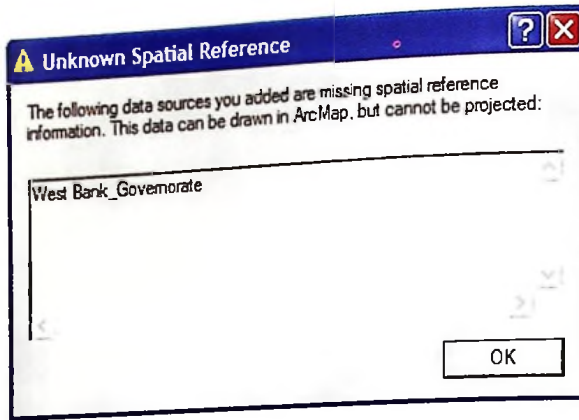 Unknown Spatial Reference
The following data sources you added are missing spatial reference
information. This data can be drawn in ArcMap, but cannot be projected:
West Bank_Governorate
OK